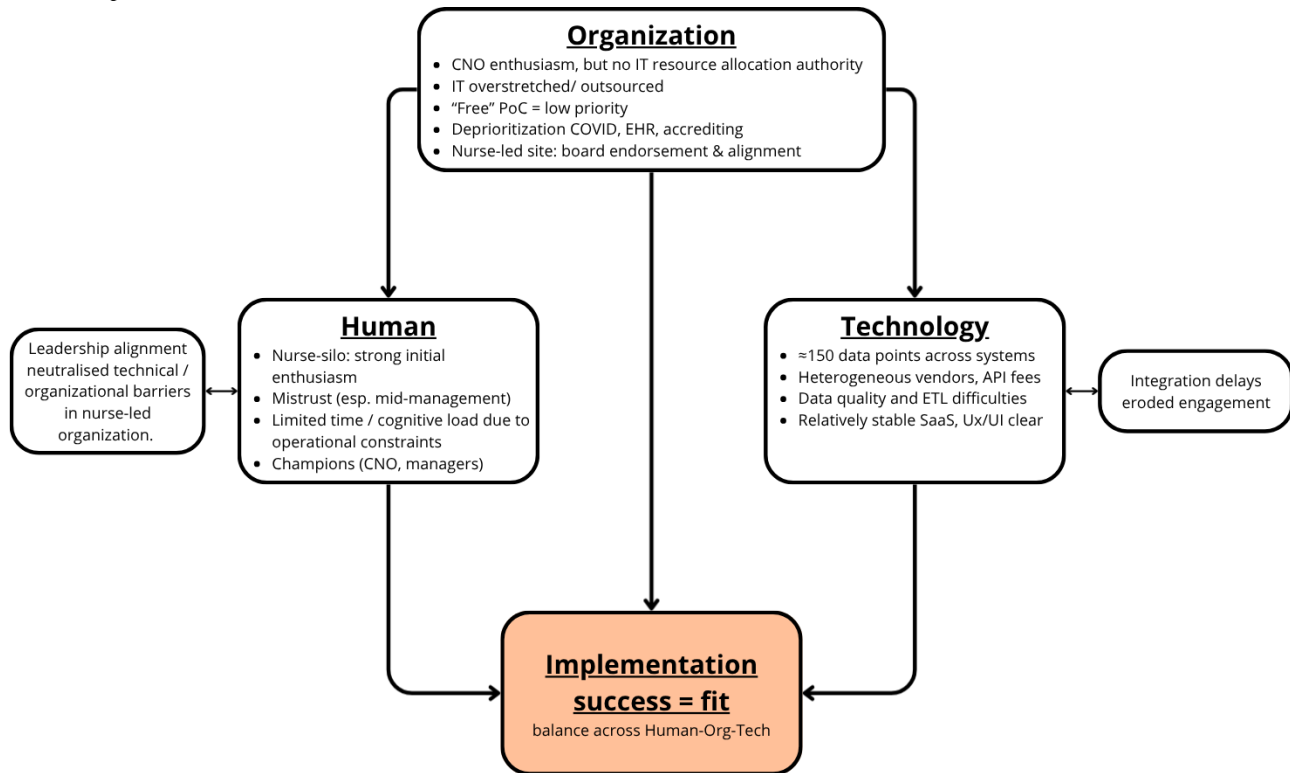 Organization
• CNO enthusiasm, but no IT resource allocation authority
• IT overstretched/ outsourced
• “Free” PoC = low priority
• Deprioritization COVID, EHR, accrediting
• Nurse-led site: board endorsement & alignment
Leadership alignment
neutralised technical /
organizational barriers
in nurse-led
organization.
Human
• Nurse-silo: strong initial
enthusiasm
• Mistrust (esp. mid-management)
• Limited time / cognitive load due to
operational constraints
• Champions (CNO, managers)
Technology
• ≈150 data points across systems
• Heterogeneous vendors, API fees
• Data quality and ETL difficulties
• Relatively stable SaaS, Ux/UI clear
Integration delays
eroded engagement
Implementation
success = fit
balance across Human-Org-Tech